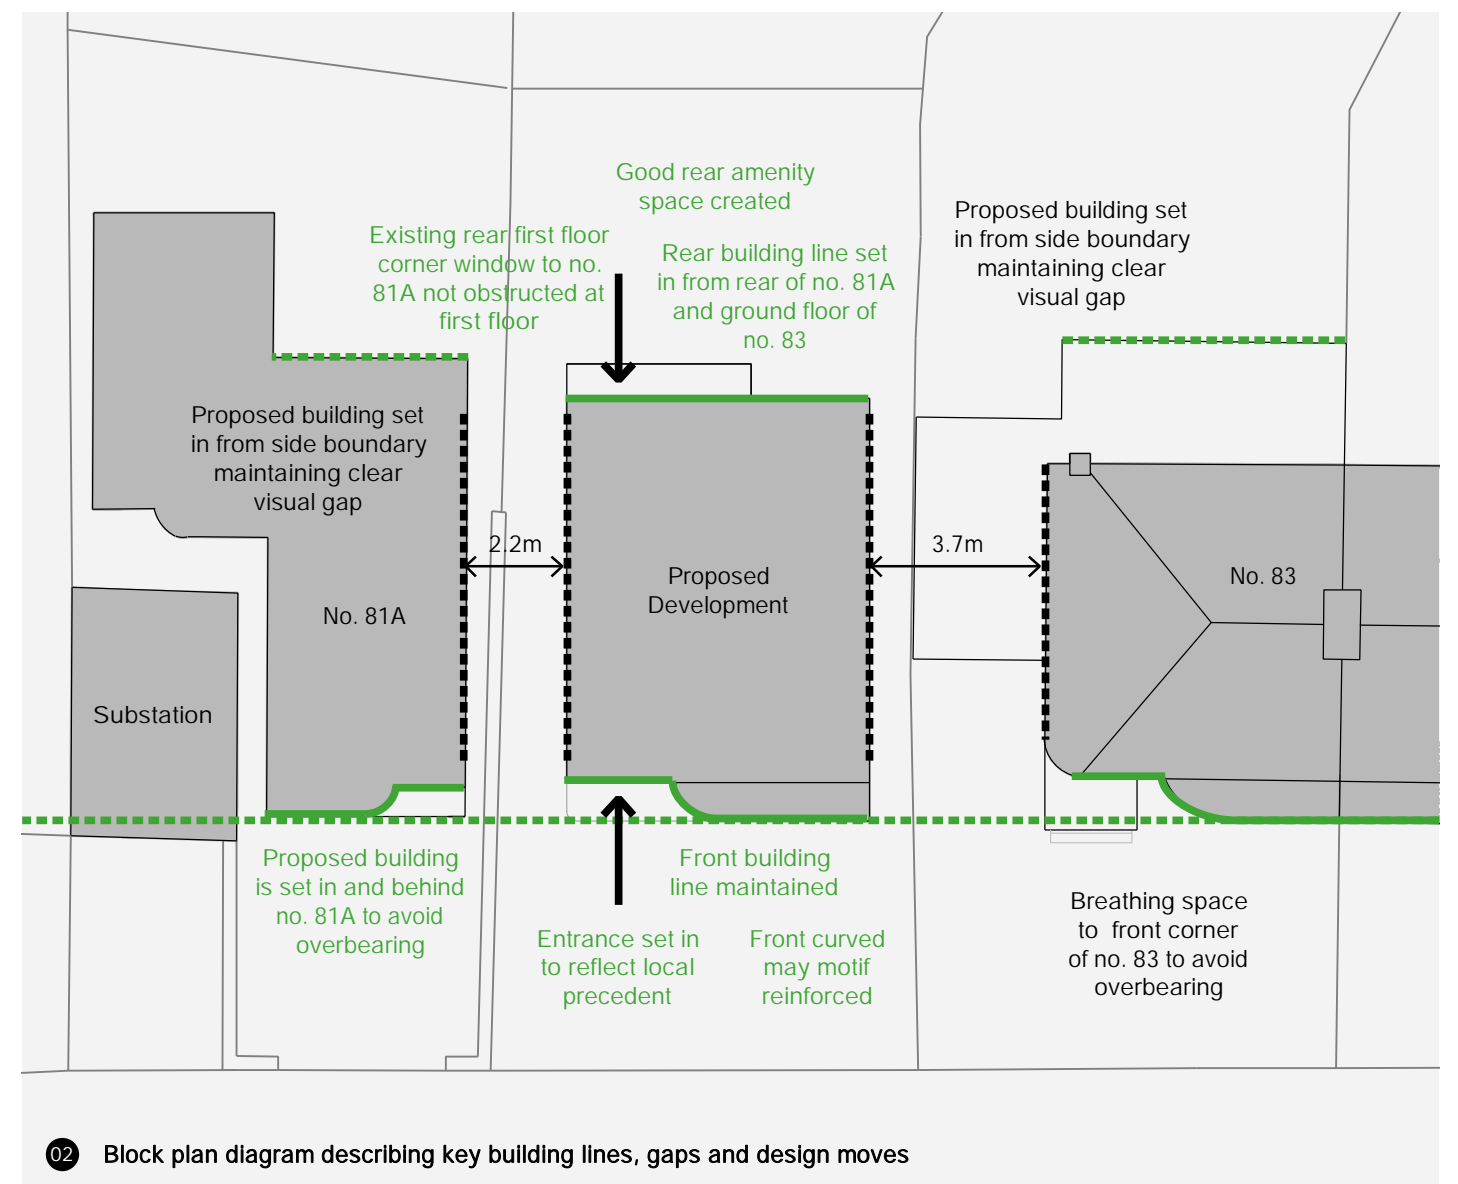 Good rear amenity
space created
Existing rear first floor
corner window to no.
81A not obstructed at
first floor
Rear building line set
in from rear of no. 81A
and ground floor of
no. 83
Proposed building set
in from side boundary
maintaining clear
visual gap
Proposed building set
in from side boundary
maintaining clear
visual gap
2.2m
3.7m
Proposed
Development
No. 83
No. 81A
Substation
Proposed building
is set in and behind
no. 81A to avoid
overbearing
Front building
line maintained
Entrance set in
to reflect local
precedent
Front curved
may motif
reinforced
Breathing space
to front corner
of no. 83 to avoid
overbearing
02 Block plan diagram describing key building lines, gaps and design moves